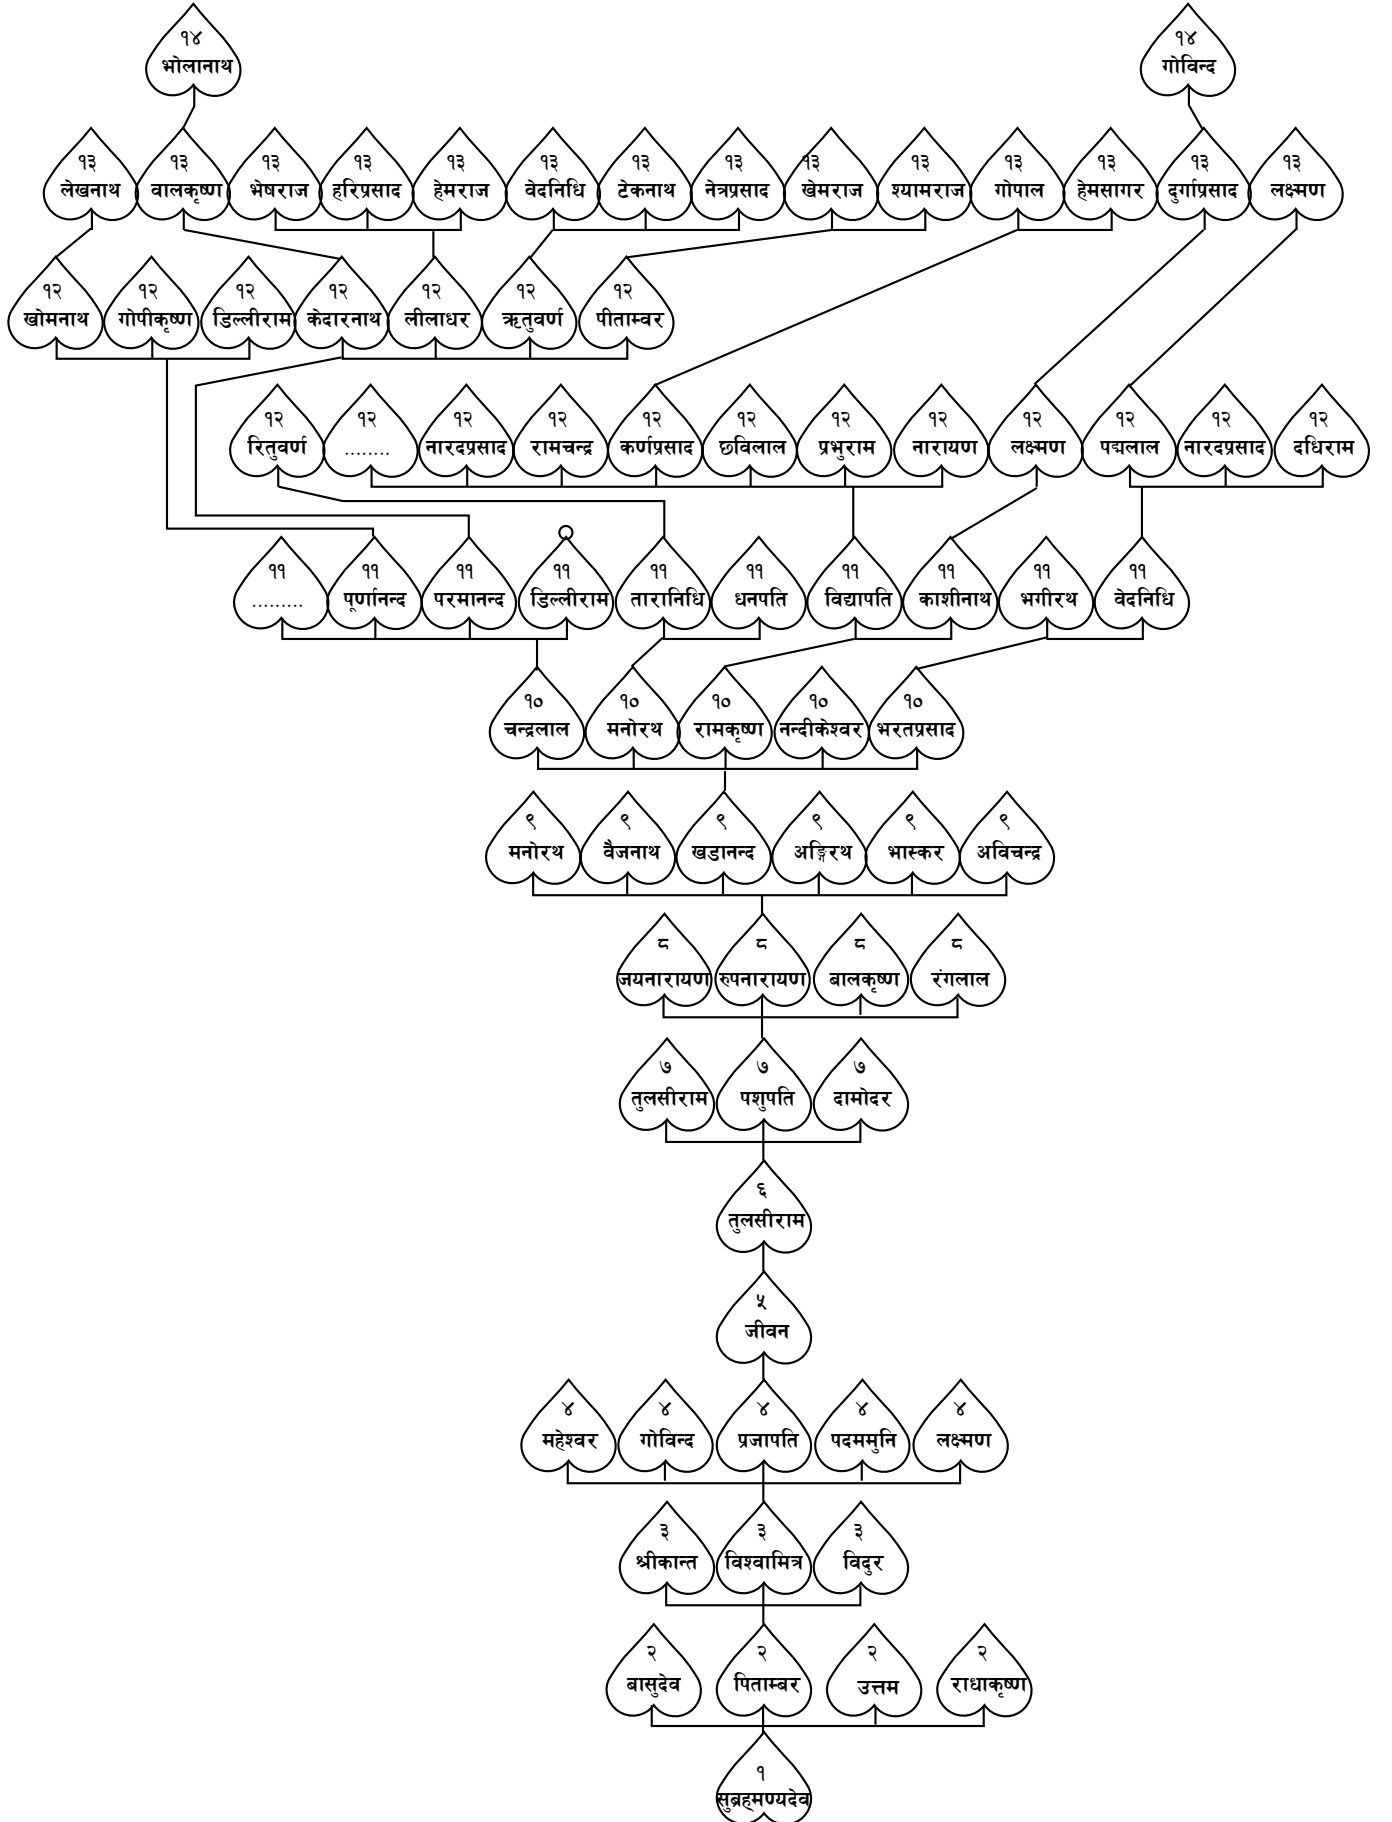 १४
भोलानाथ
१४
गोविन्द
१३
लेखनाथ
१३
वालकृष्ण
१३
भेषराज
१३
हरिप्रसाद
१३
हेमराज
१३
वेदनिधि
१३
टेकनाथ
१३
नेत्रप्रसाद
१३
खेमराज
१३
श्यामराज
१३
गोपाल
१३
हेमसागर
१३
दुर्गाप्रसाद
१३
लक्ष्मण
१२
खोमनाथ
१२
गोपीकृष्ण
१२
डिल्लीराम
१२
केदारनाथ
१२
लीलाधर
१२
ऋतुवर्ण
१२
पीताम्वर
१२
रितुवर्ण
१२
........
१२
नारदप्रसाद
१२
रामचन्द्र
१२
कर्णप्रसाद
१२
छविलाल
१२
प्रभुराम
१२
नारायण
१२
लक्ष्मण
१२
पद्मलाल
१२
नारदप्रसाद
१२
दधिराम
११
.........
११
पूर्णानन्द
११
परमानन्द
११
डिल्लीराम
११
तारानिधि
११
धनपति
११
विद्यापति
११
काशीनाथ
११
भगीरथ
११
वेदनिधि
१०
चन्द्रलाल
१०
मनोरथ
१०
रामकृष्ण
१०
नन्दीकेश्वर
१०
भरतप्रसाद
९
मनोरथ
९
वैजनाथ
९
खडानन्द
९
अङ्गिरथ
९
भास्कर
९
अविचन्द्र
८
जयनारायण
८
रुपनारायण
८
बालकृष्ण
८
रंगलाल
७
तुलसीराम
७
पशुपति
७
दामोदर
६
तुलसीराम
५
जीवन
४
महेश्वर
४
गोविन्द
४
प्रजापति
४
पदममुनि
४
लक्ष्मण
३
श्रीकान्त
३
विश्वामित्र
३
विदुर
२
बासुदेव
२
पिताम्बर
२
उत्तम
२
राधाकृष्ण
१
सुब्रह्मण्यदेव